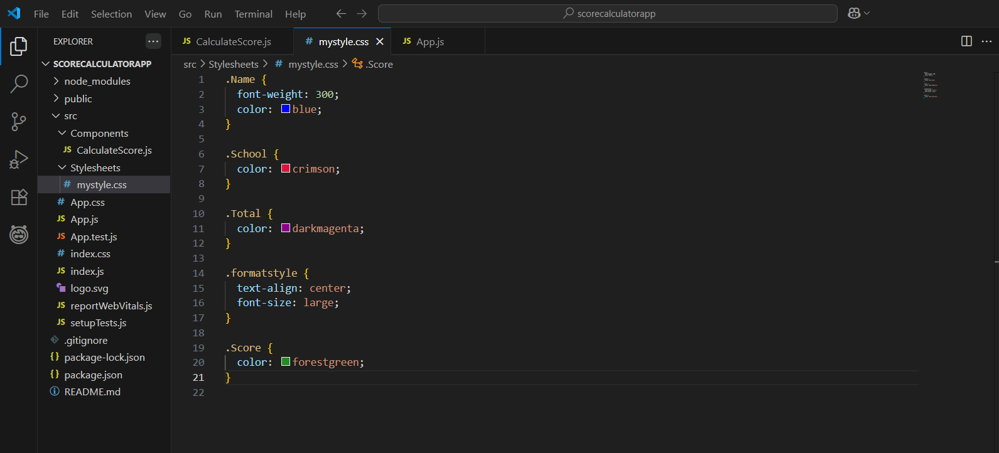 File Edit Selection View Go Run Terminal Help scorecalculatorapp
EXPLORER
SCORECALCULATORAPP
node_modules
public
src
Components
JS CalculateScore.js
Stylesheets
# mystyle.css
# App.css
JS App.js
JS App.test.js
# index.css
JS index.js
logo.svg
JS reportWebVitals.js
JS setupTests.js
.gitignore
{} package-lock.json
{} package.json
README.md
JS CalculateScore.js # mystyle.css JS App.js
src > Stylesheets > # mystyle.css > .Score
1 .Name {
2 font-weight: 300;
3 color: blue;
4 }
5
6 .School {
7 color: crimson;
8 }
9
10 .Total {
11 color: darkmagenta;
12 }
13
14 .formatstyle {
15 text-align: center;
16 font-size: large;
17 }
18
19 .Score {
20 color: forestgreen;
21 }
22